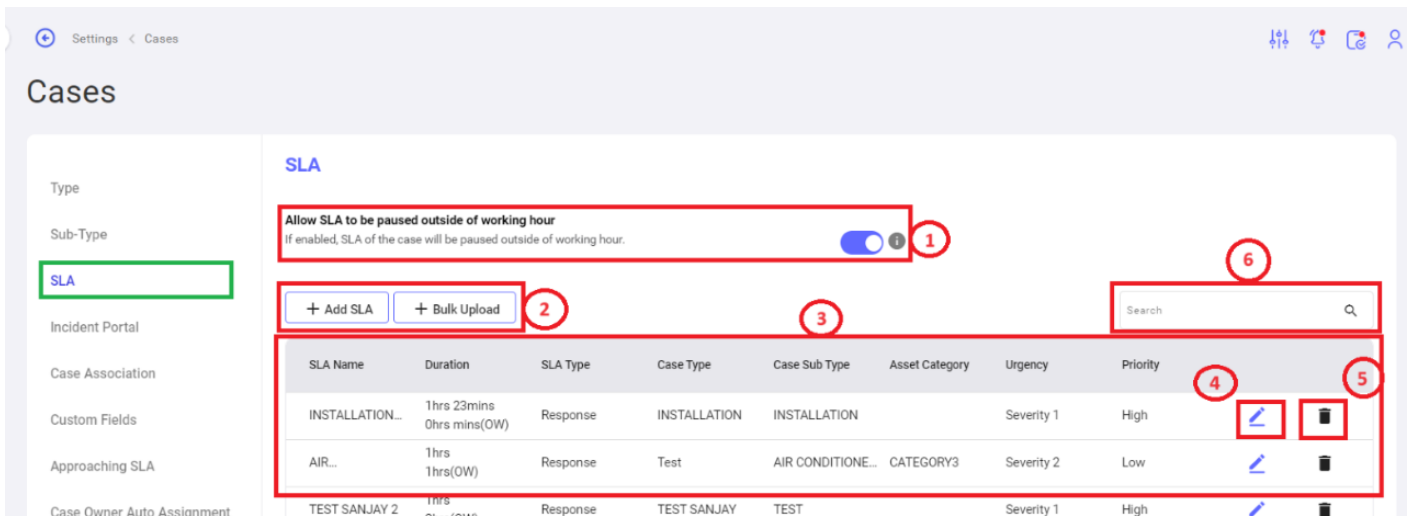 Settings < Cases
Cases
Type
Sub-Type
SLA
Incident Portal
Case Association
Custom Fields
Approaching SLA
Case Owner Auto Assignment
SLA
Allow SLA to be paused outside of working hour
If enabled, SLA of the case will be paused outside of working hour.
1
+ Add SLA + Bulk Upload 2
3
6
Search
SLA Name Duration SLA Type Case Type Case Sub Type Asset Category Urgency Priority
4 5
INSTALLATION... 1hrs 23mins Response INSTALLATION INSTALLATION Severity 1 High
0hrs mins(OW)
AIR... 1hrs Response Test AIR CONDITIONE... CATEGORY3 Severity 2 Low
1hrs(OW)
TEST SANJAY 2 1hrs Response TEST SANJAY TEST Severity 1 High